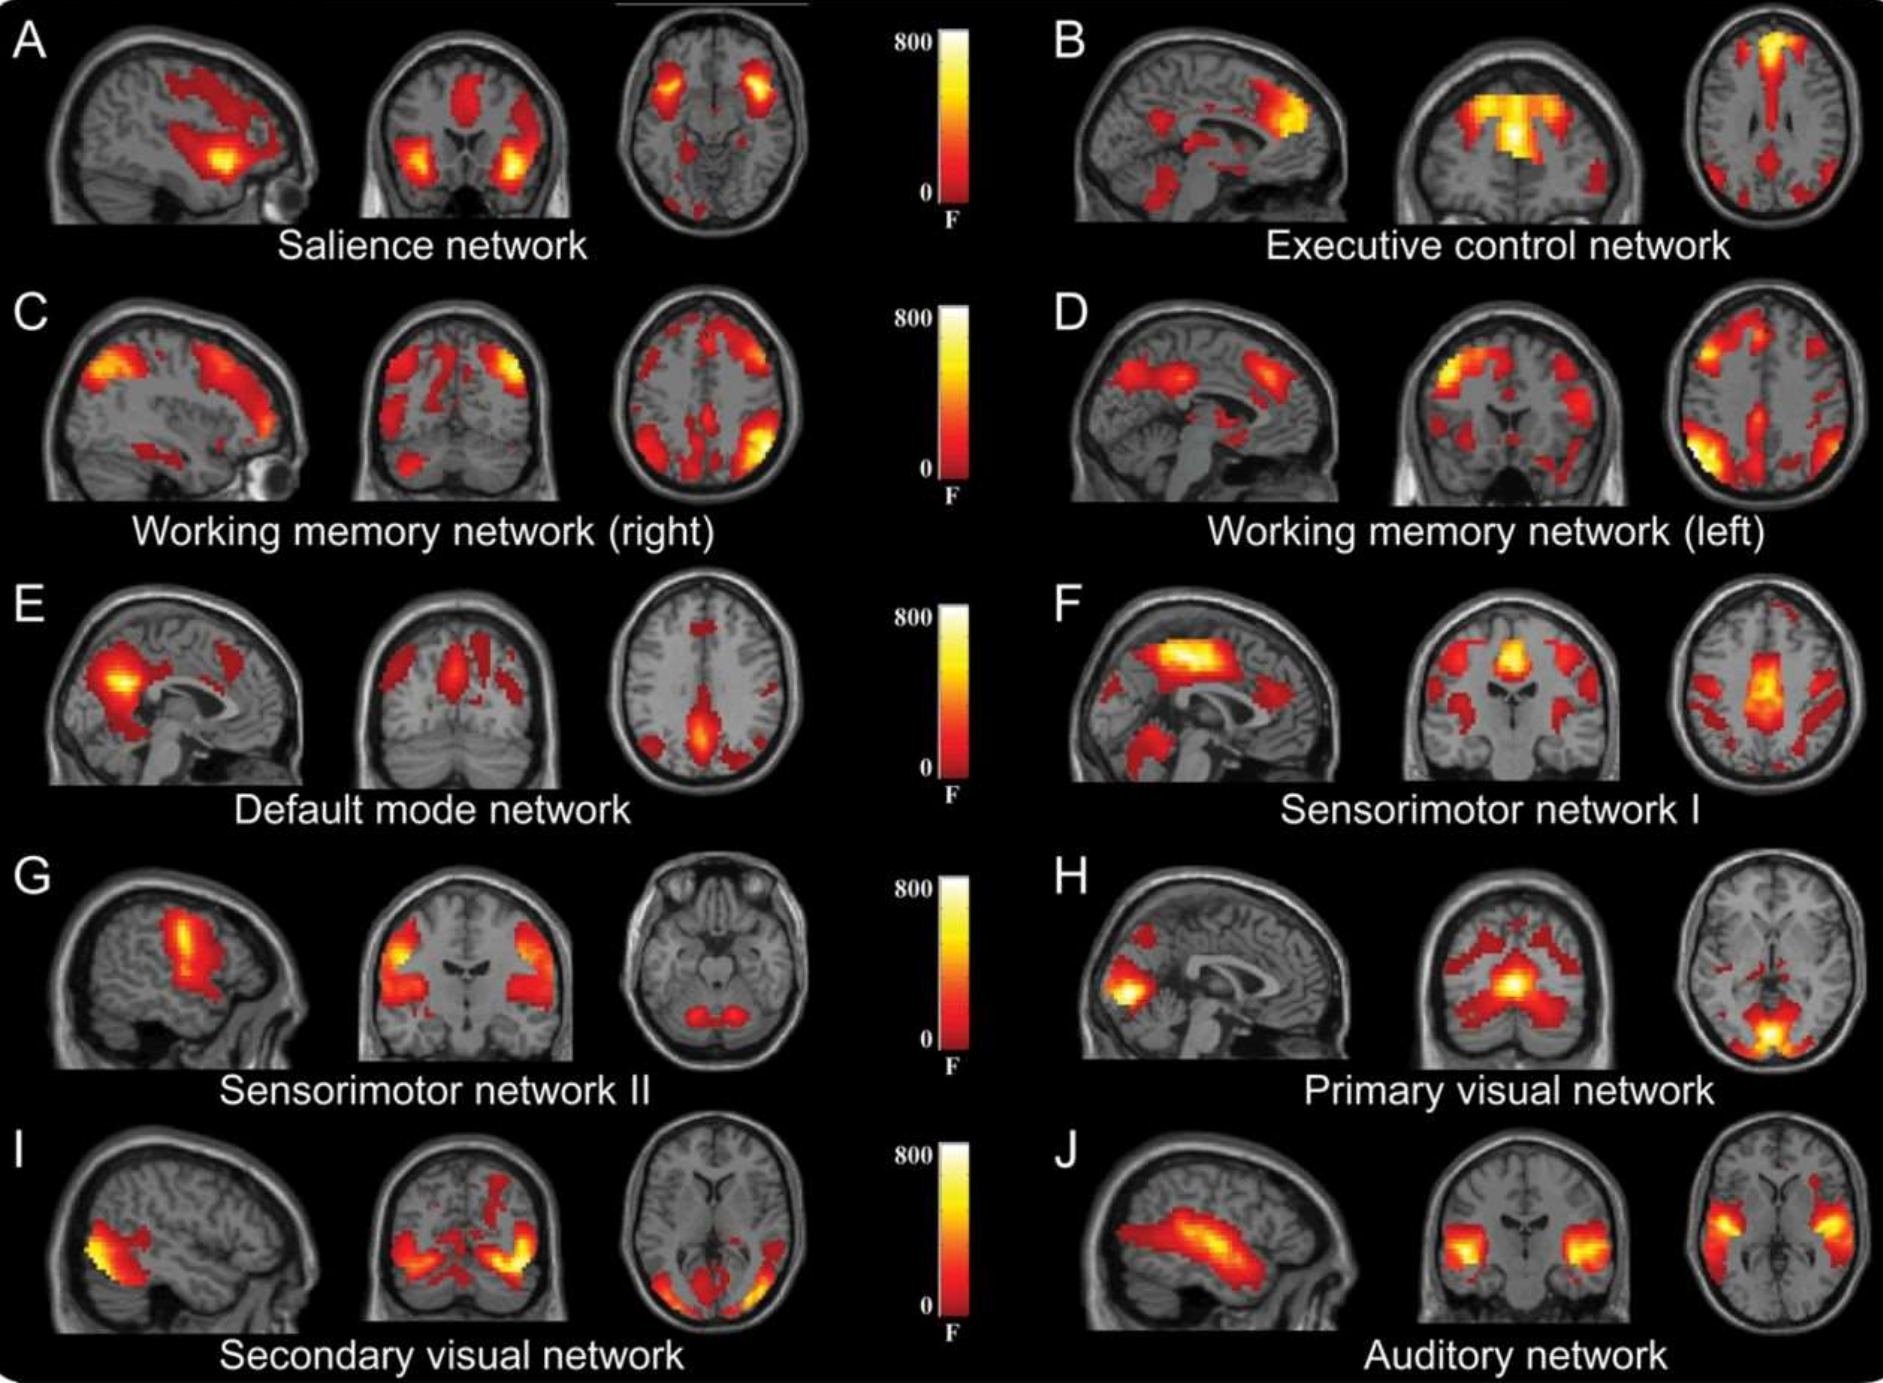 A
800
0
F
Salience network
B
Executive control network
C
800
0
F
Working memory network (right)
D
Working memory network (left)
E
800
0
F
Default mode network
F
Sensorimotor network I
G
800
0
F
Sensorimotor network II
H
Primary visual network
I
800
0
F
Secondary visual network
J
Auditory network